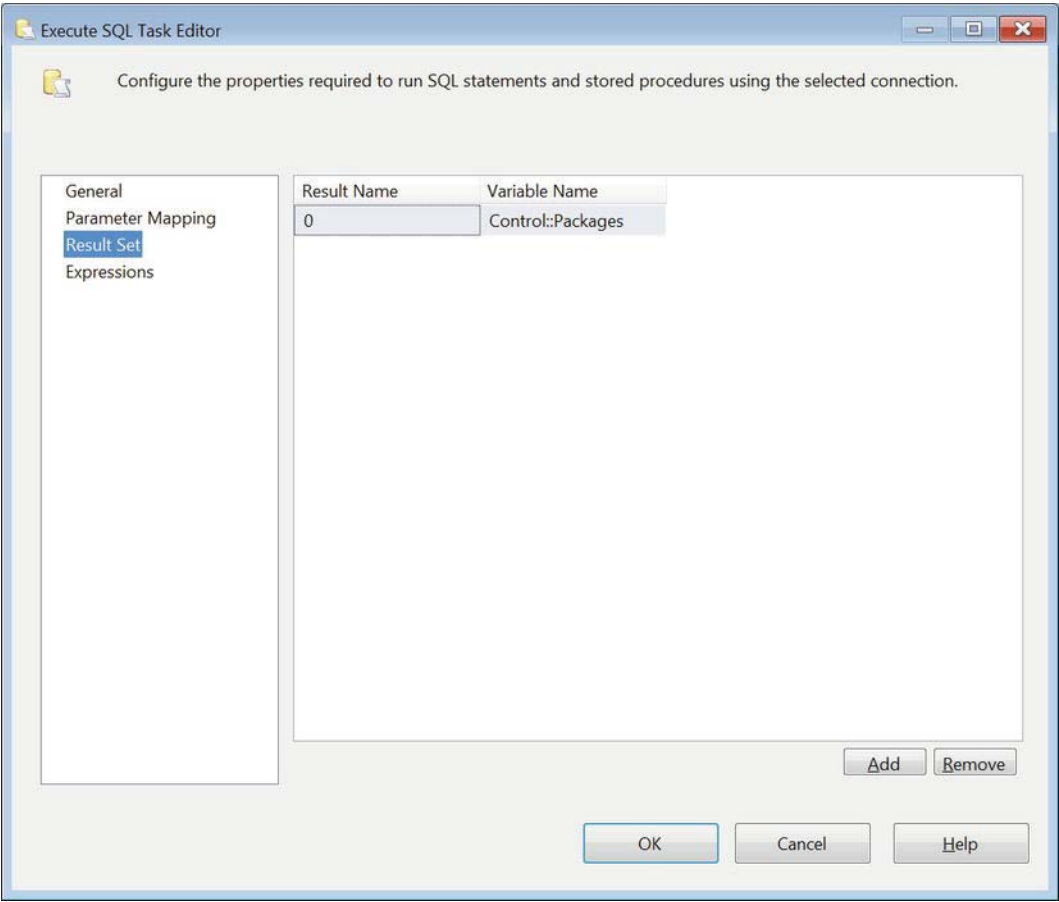 Execute SQL Task Editor
Configure the properties required to run SQL statements and stored procedures using the selected connection.
General
Parameter Mapping
Result Set
Expressions
Result Name Variable Name
0 Control::Packages
Add Remove
OK Cancel Help